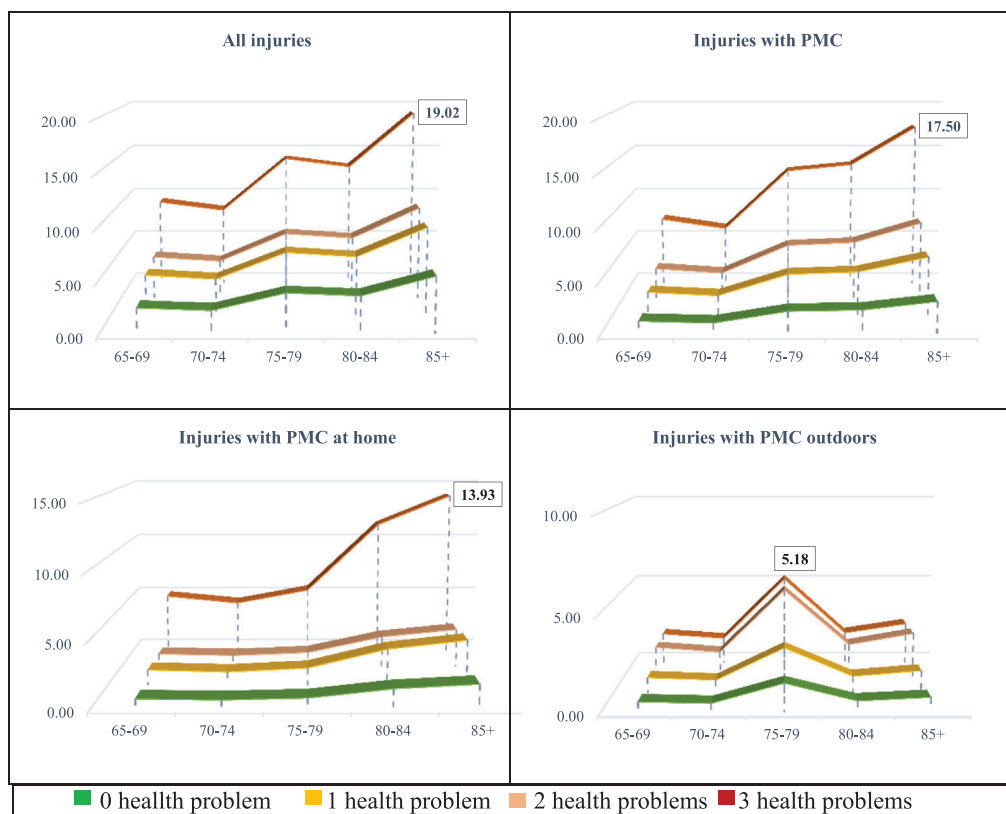 All injuries
20.00
15.00
10.00
5.00
0.00
19.02
65-69 70-74 75-79 80-84 85+
Injuries with PMC
20.00
15.00
10.00
5.00
0.00
17.50
65-69 70-74 75-79 80-84 85+
Injuries with PMC at home
15.00
10.00
5.00
0.00
13.93
65-69 70-74 75-79 80-84 85+
Injuries with PMC outdoors
10.00
5.00
0.00
5.18
65-69 70-74 75-79 80-84 85+
0 heallth problem 1 health problem 2 health problems 3 health problems